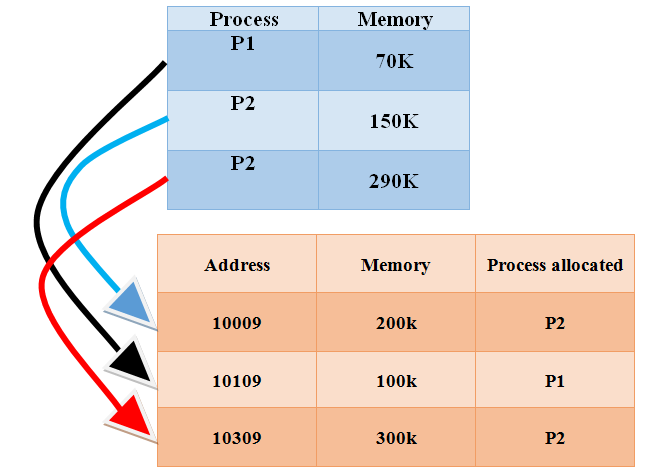 Process Memory
P1 70K
P2 150K
P2 290K
Address Memory Process allocated
10009 200k P2
10109 100k P1
10309 300k P2